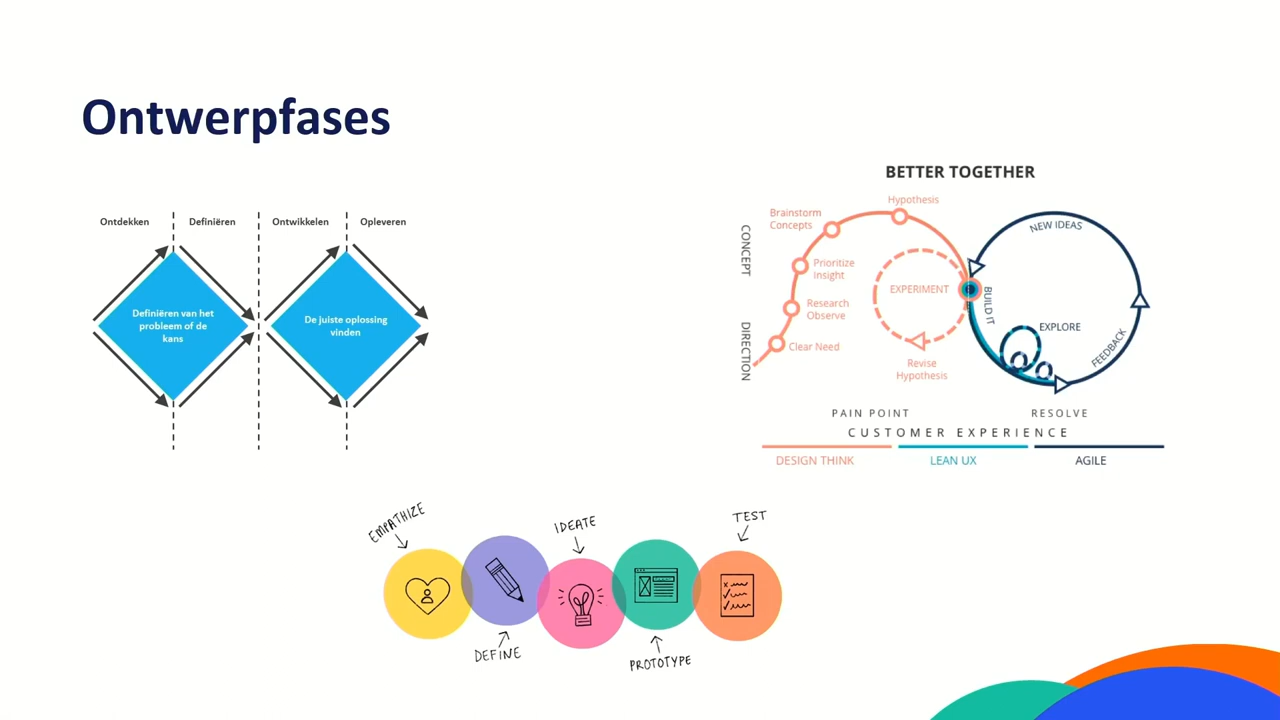 Ontwerpfases
Ontdekken
Definiëren
Ontwikkelen
Opleveren
Definiëren van het
probleem of de
kans
De juiste oplossing
vinden
BETTER TOGETHER
CONCEPT
DIRECTION
Hypothesis
Brainstorm
Concepts
Prioritize
Insight
Research
Observe
Clear Need
EXPERIMENT
Revise
Hypothesis
BUILD IT
NEW IDEAS
EXPLORE
FEEDBACK
PAIN POINT
RESOLVE
CUSTOMER EXPERIENCE
DESIGN THINK
LEAN UX
AGILE
EMPATHIZE
DEFINE
IDEATE
PROTOTYPE
TEST